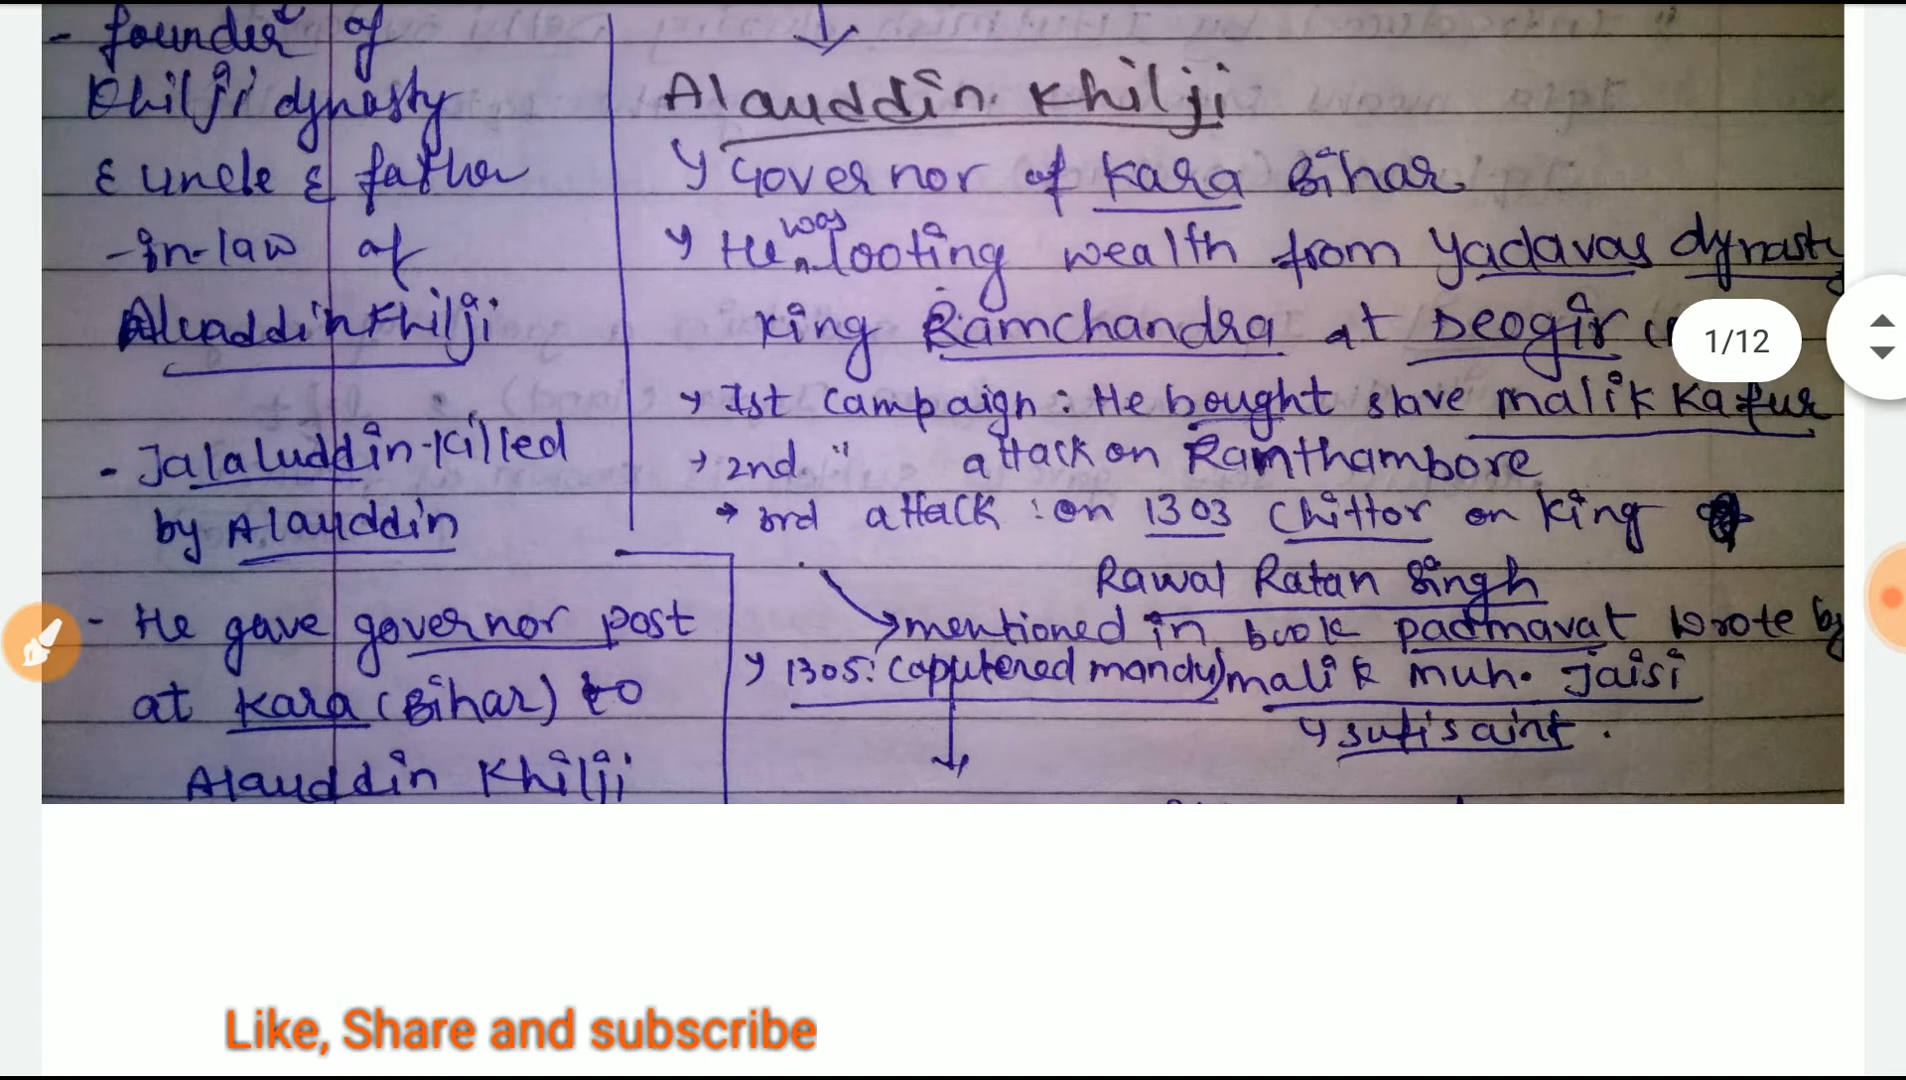 - founder of
Khilji dynasty
& uncle & father
-in-law of
Aluaddin Khilji
- Jalaluddin-killed
by Alauddin
- He gave governor post
at Kara (Bihar) to
Alauddin Khilji
Alauddin Khilji
Governor of Kara Bihar
He was looting wealth from Yadavas dynasty
King Ramchandra at Deogir (
1/12
→ Ist campaign: He bought slave malik Kafur
→ 2nd " attack on Ranthambore
→ 3rd attack : on 1303 Chittor on King
Rawal Ratan Singh
→mentioned in book padmavat wrote by
malik muh. Jaisi
sufi saint.
1305: (capputered mandu)
Like, Share and subscribe